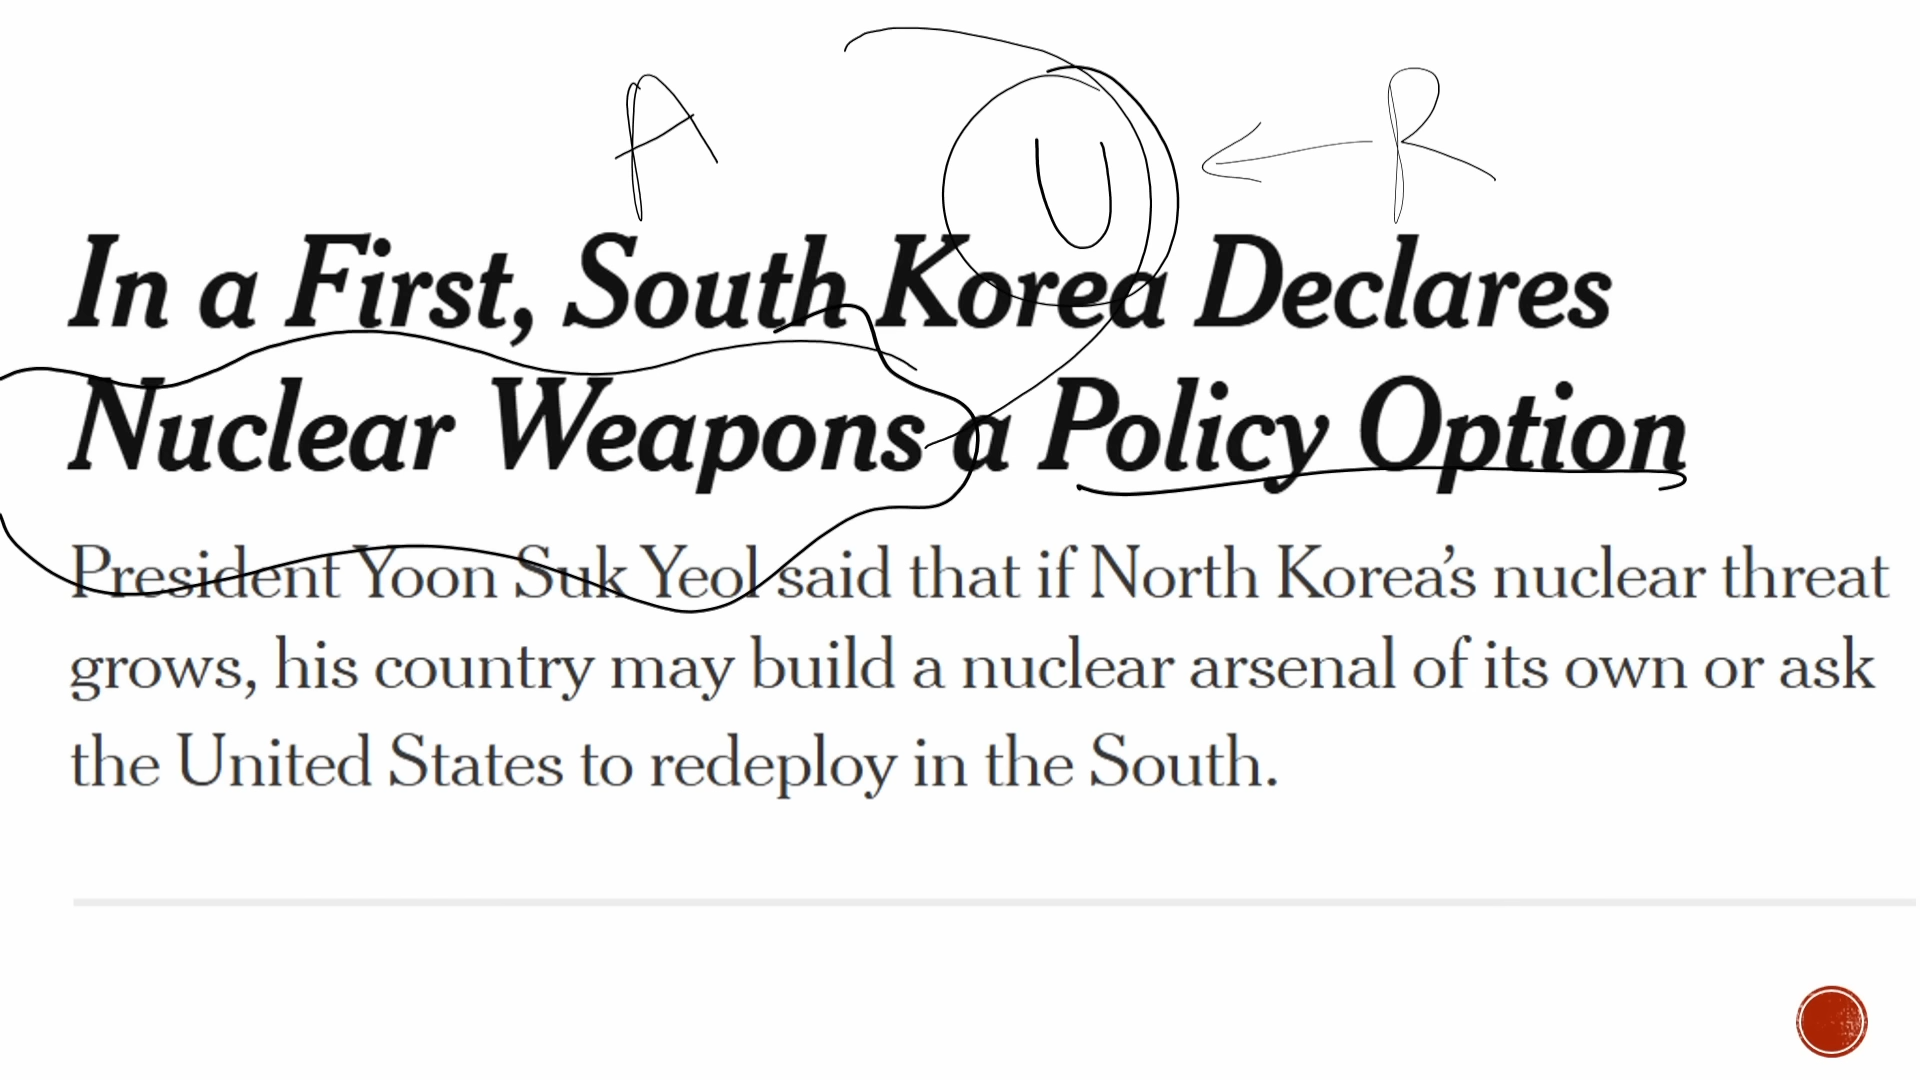 A U R
In a First, South Korea Declares
Nuclear Weapons a Policy Option
President Yoon Suk Yeol said that if North Korea’s nuclear threat
grows, his country may build a nuclear arsenal of its own or ask
the United States to redeploy in the South.